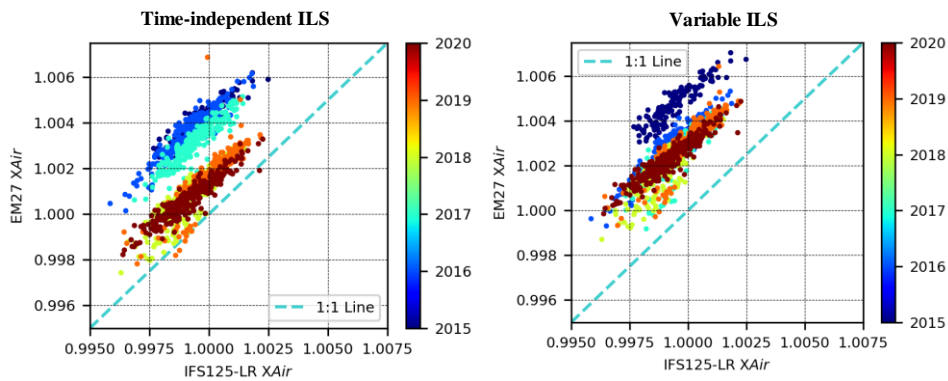 Time-independent ILS
EM27 XAir
1.006
1.004
1.002
1.000
0.998
0.996
0.9950 0.9975 1.0000 1.0025 1.0050 1.0075
IFS125-LR XAir
1:1 Line
2020
2019
2018
2017
2016
2015
Variable ILS
EM27 XAir
1.006
1.004
1.002
1.000
0.998
0.996
0.9950 0.9975 1.0000 1.0025 1.0050 1.0075
IFS125-LR XAir
1:1 Line
2020
2019
2018
2017
2016
2015